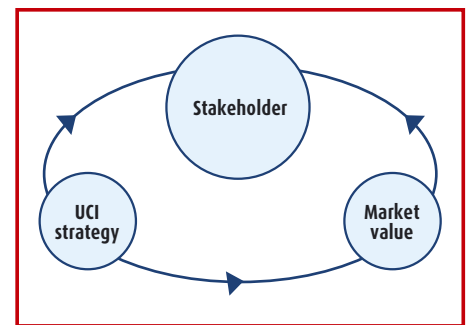 Stakeholder
UCI
strategy
Market
value